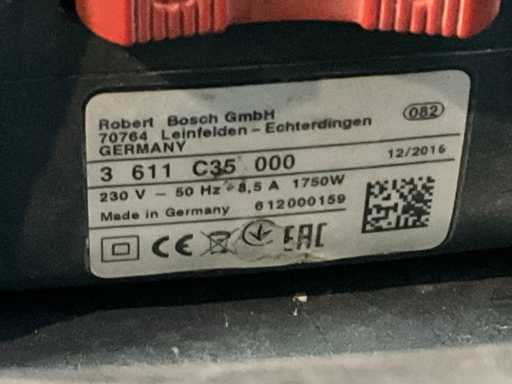 Robert Bosch GmbH
082
70764 Leinfelden - Echterdingen
GERMANY
3 611 C35 000
12/2016
230 V ~ 50 Hz 8,5 A 1750W
Made in Germany 612000159
CE EAC